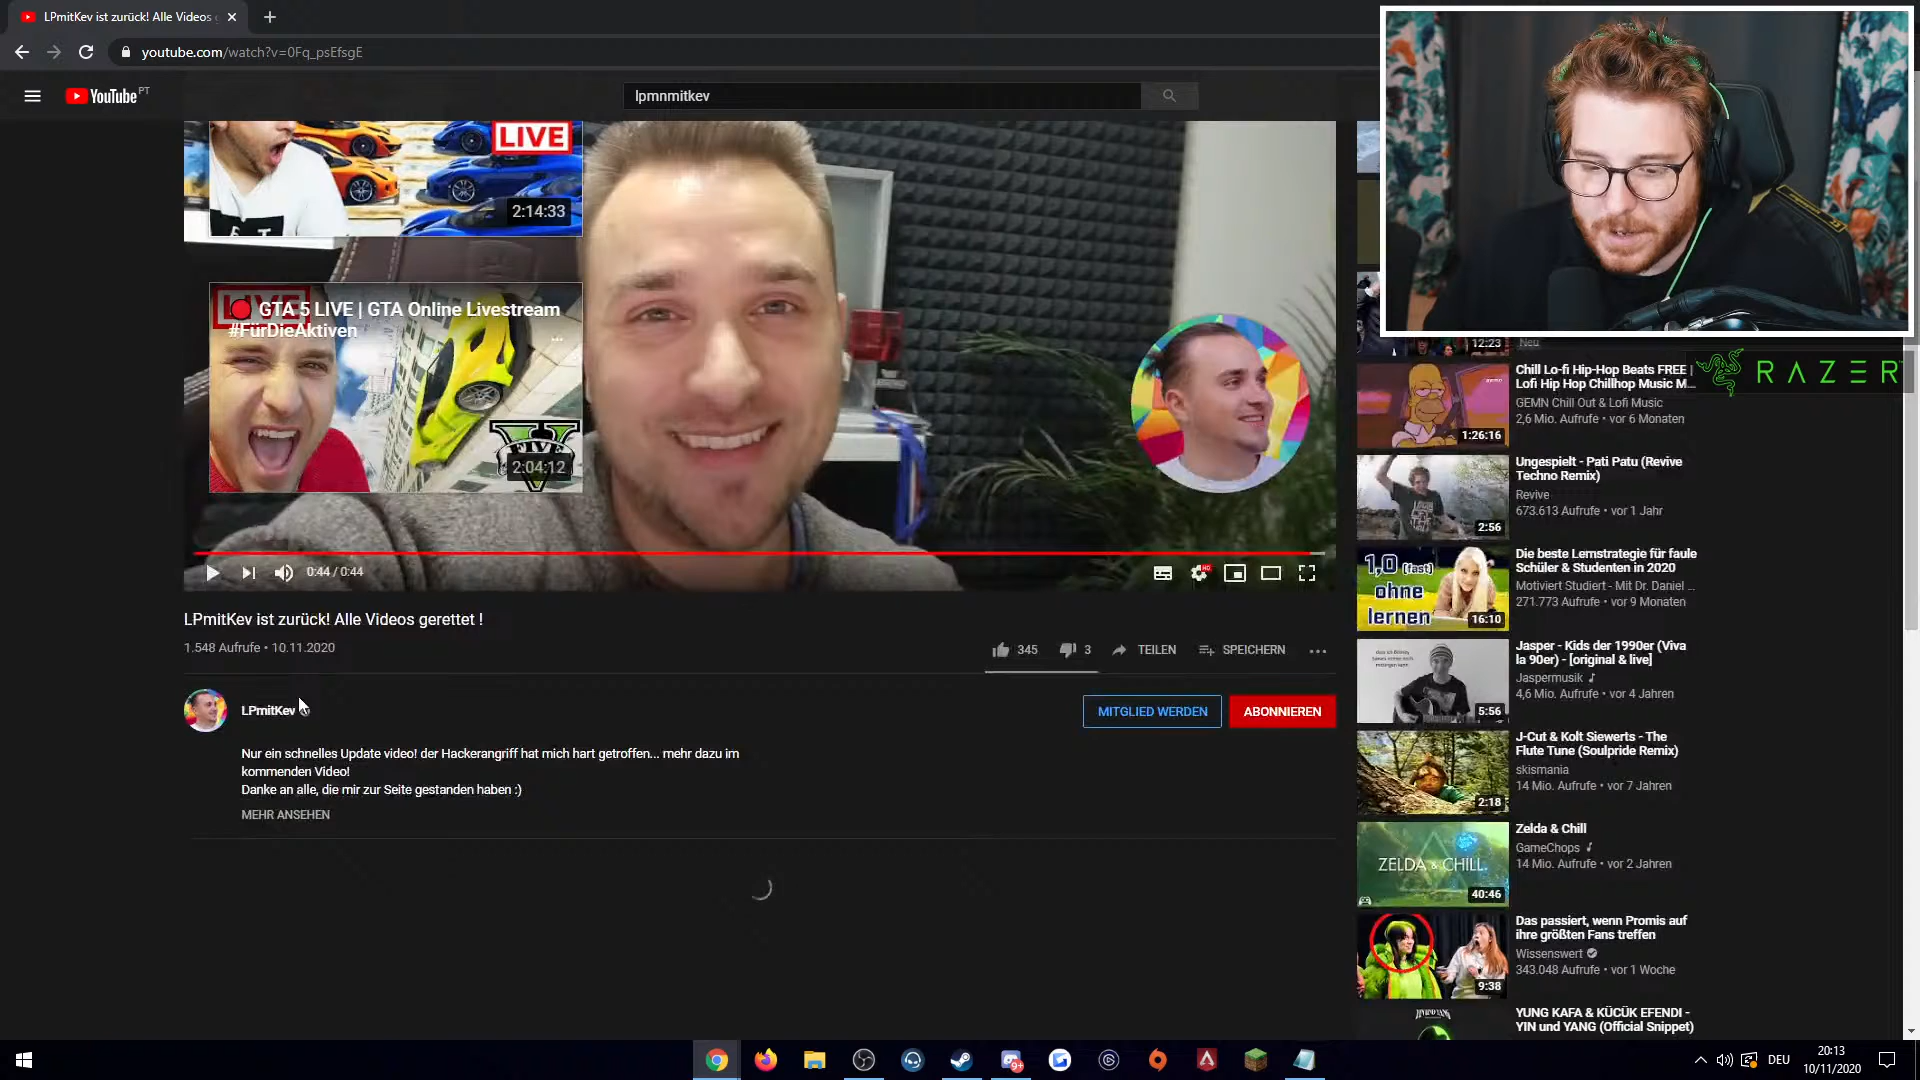 LPmitKev ist zurück! Alle Videos
youtube.com/watch?v=0Fq_psEfsgE
YouTube PT
lpmnmitkev
LIVE
2:14:33
LIVE
GTA 5 LIVE | GTA Online Livestream
#FürDieAktiven
V
FIVE
2:04:12
0:44 / 0:44
HD
LPmitKev ist zurück! Alle Videos gerettet !
1.548 Aufrufe • 10.11.2020
345
3
TEILEN
SPEICHERN
LPmitKev
MITGLIED WERDEN
ABONNIEREN
Nur ein schnelles Update video! der Hackerangriff hat mich hart getroffen... mehr dazu im
kommenden Video!
Danke an alle, die mir zur Seite gestanden haben :)
MEHR ANSEHEN
12:23
Neu
RAZER
Chill Lo-fi Hip-Hop Beats FREE |
Lofi Hip Hop Chillhop Music M...
GEMN Chill Out & Lofi Music
2,6 Mio. Aufrufe • vor 6 Monaten
1:26:16
Ungespielt - Pati Patu (Revive
Techno Remix)
Revive
673.613 Aufrufe • vor 1 Jahr
2:56
Die beste Lernstrategie für faule
Schüler & Studenten in 2020
Motiviert Studiert - Mit Dr. Daniel ...
271.773 Aufrufe • vor 9 Monaten
1,0 (fast)
ohne
lernen
16:10
Jasper - Kids der 1990er (Viva
la 90er) - [original & live]
Jaspermusik
4,6 Mio. Aufrufe • vor 4 Jahren
5:56
J-Cut & Kolt Siewerts - The
Flute Tune (Soulpride Remix)
skismania
14 Mio. Aufrufe • vor 7 Jahren
2:18
Zelda & Chill
GameChops
14 Mio. Aufrufe • vor 2 Jahren
ZELDA & CHILL
40:46
Das passiert, wenn Promis auf
ihre größten Fans treffen
Wissenswert
343.048 Aufrufe • vor 1 Woche
9:38
YUNG KAFA & KÜCÜK EFENDI -
YIN und YANG (Official Snippet)
9+
DEU
20:13
10/11/2020